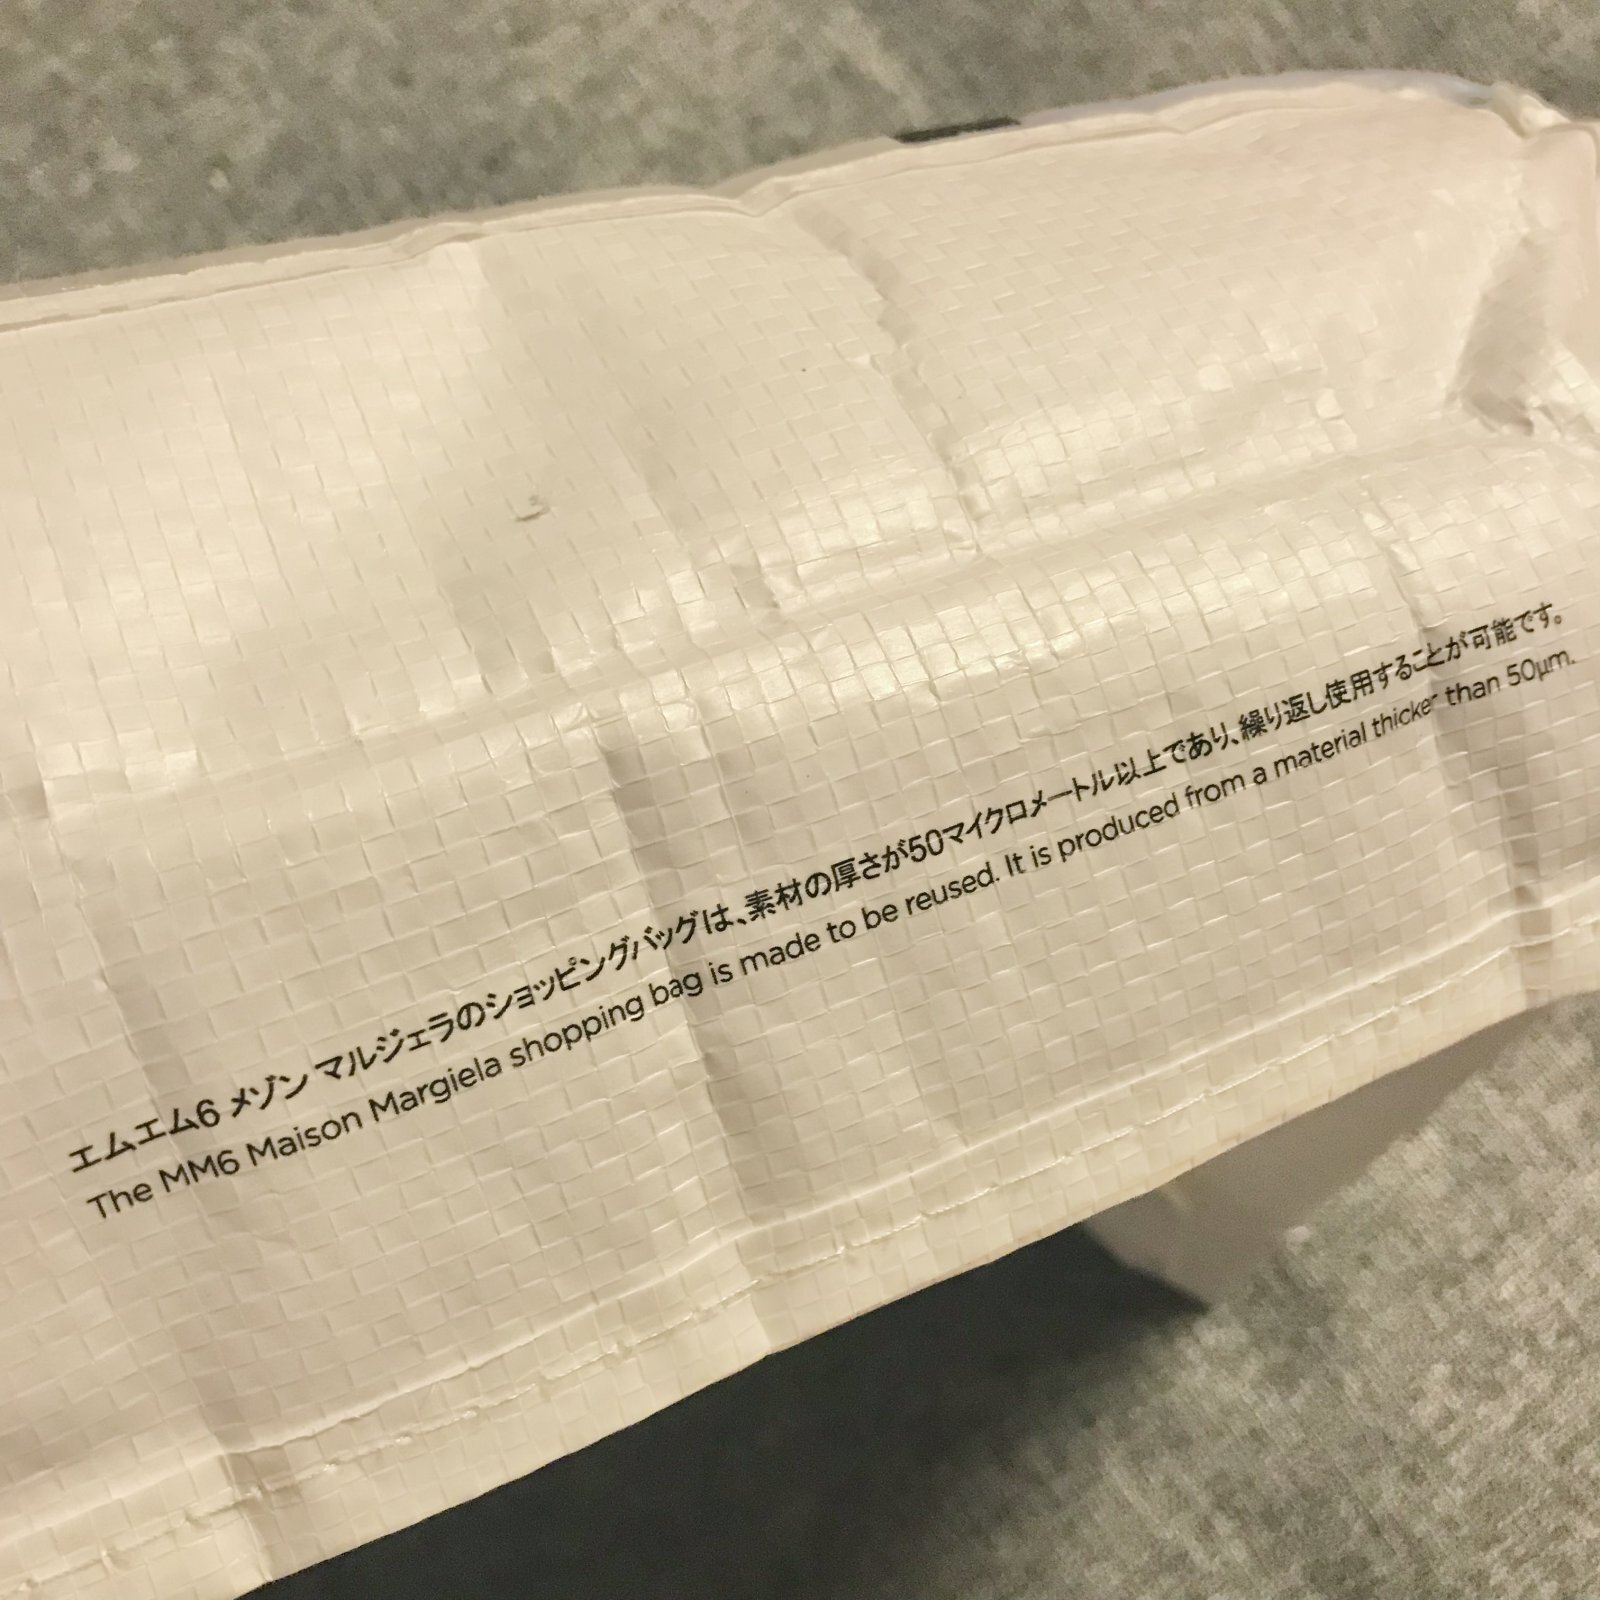 エムエム6 メゾン マルジェラのショッピングバッグは、素材の厚さが50マイクロメートル以上であり、繰り返し使用することが可能です。
The MM6 Maison Margiela shopping bag is made to be reused. It is produced from a material thicker than 50µm.